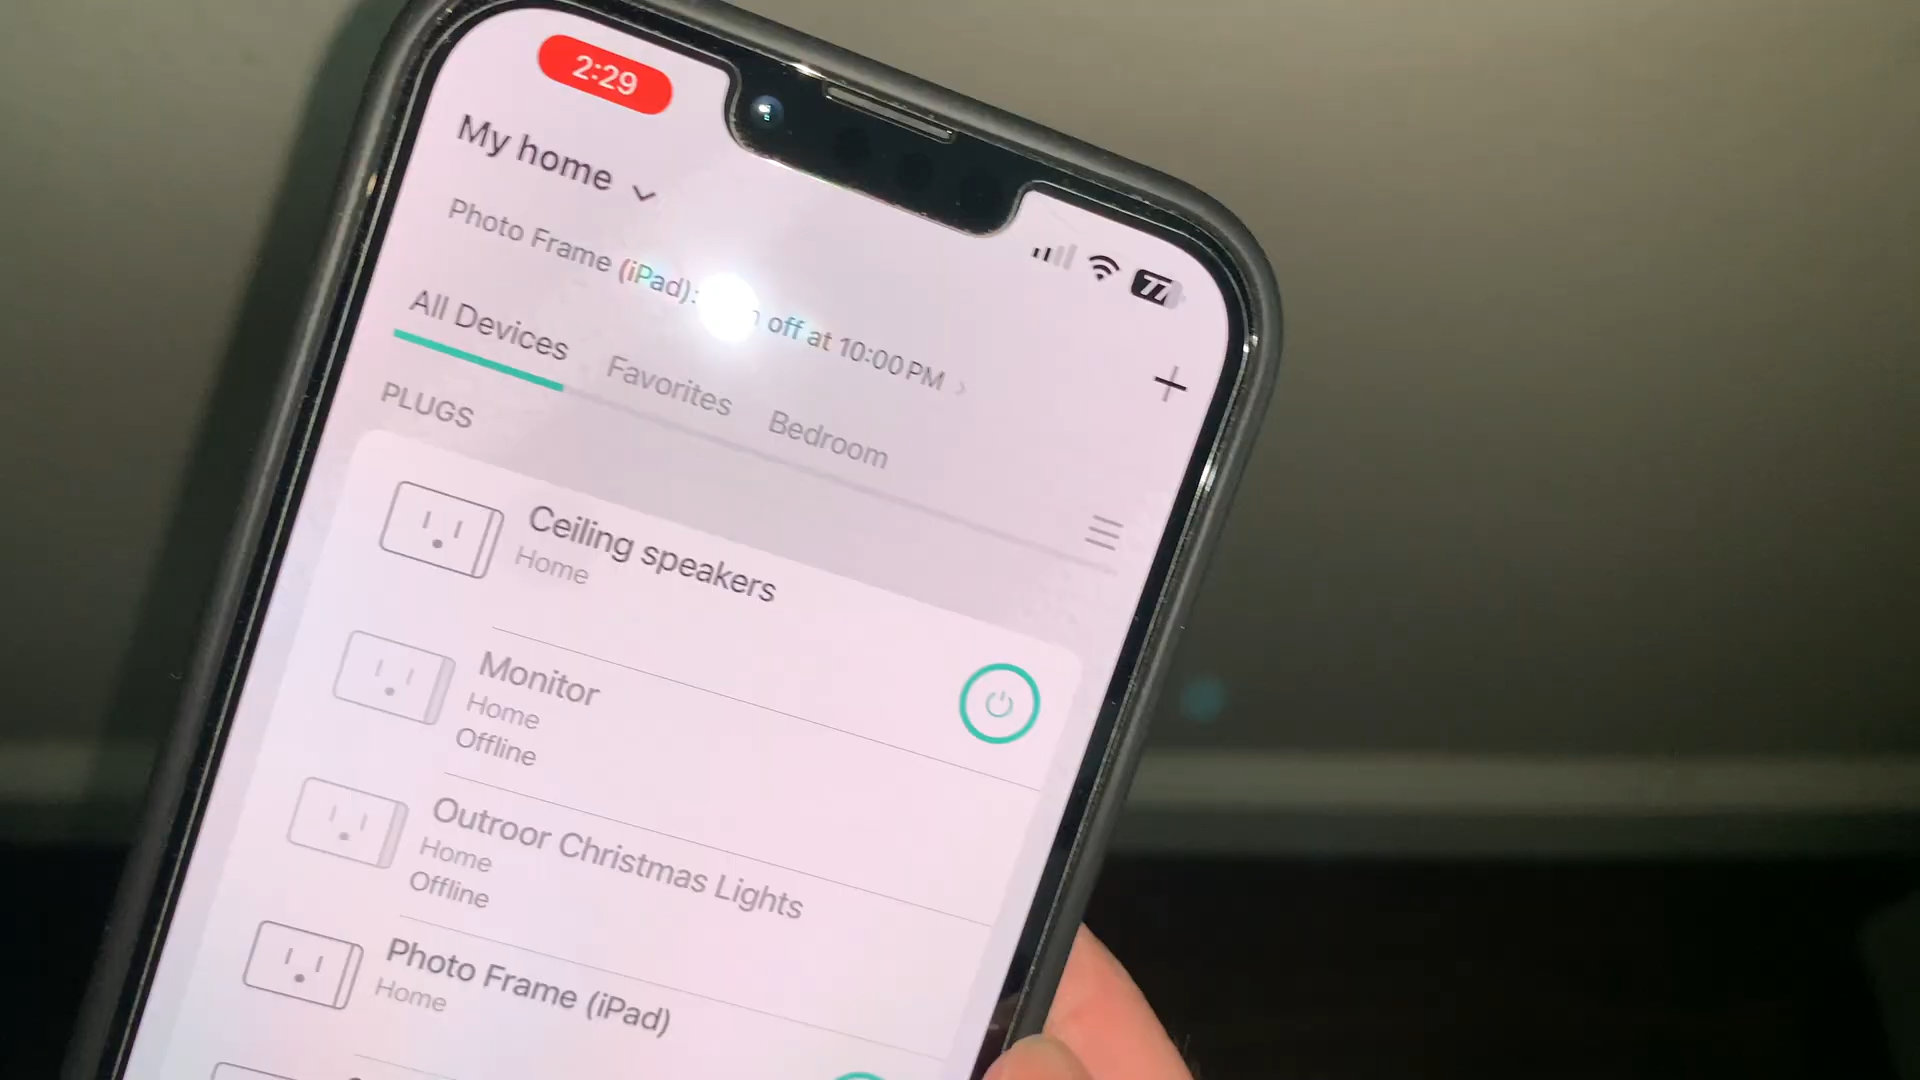 2:29
77
My home
Photo Frame (iPad): off at 10:00 PM
All Devices Favorites Bedroom
PLUGS
Ceiling speakers
Home
Monitor
Home
Offline
Outroor Christmas Lights
Home
Offline
Photo Frame (iPad)
Home